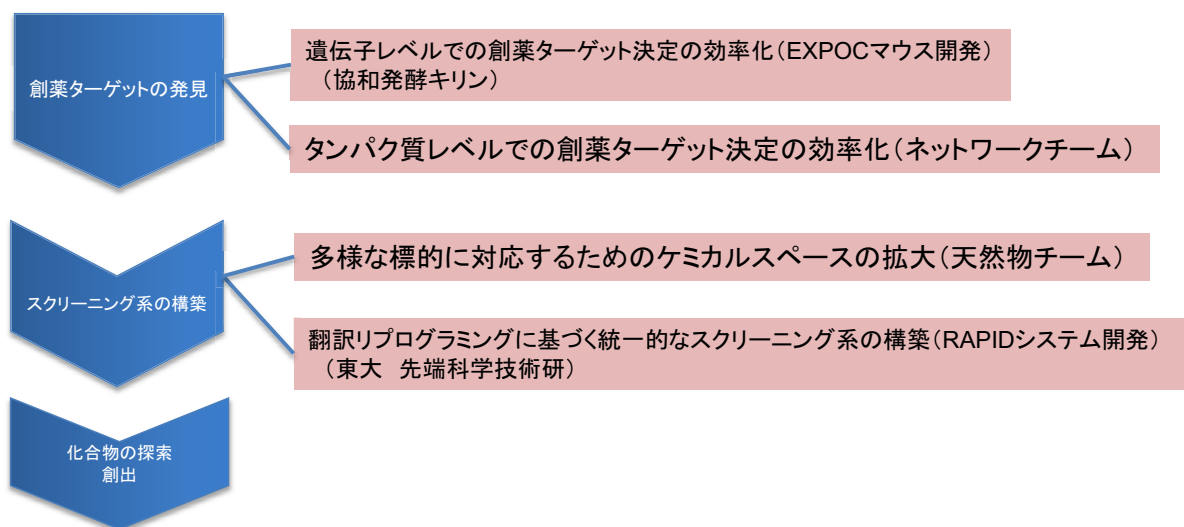 創薬ターゲットの発見
遺伝子レベルでの創薬ターゲット決定の効率化（EXPOCマウス開発）
（協和発酵キリン）
タンパク質レベルでの創薬ターゲット決定の効率化（ネットワークチーム）
スクリーニング系の構築
多様な標的に対応するためのケミカルスペースの拡大（天然物チーム）
翻訳リプログラミングに基づく統一的なスクリーニング系の構築（RAPIDシステム開発）
（東大　先端科学技術研）
化合物の探索
創出